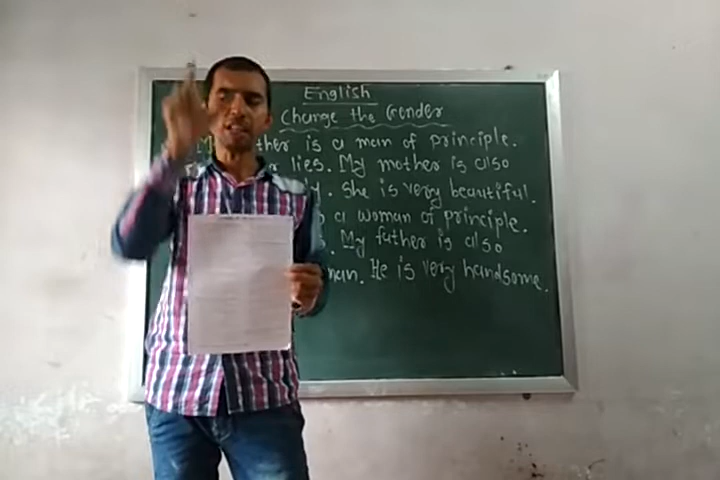 English
Change the Gender
ther is a man of principle.
lies. My mother is also
ly. She is very beautiful.
a woman of principle.
My father is also
man. He is very handsome.